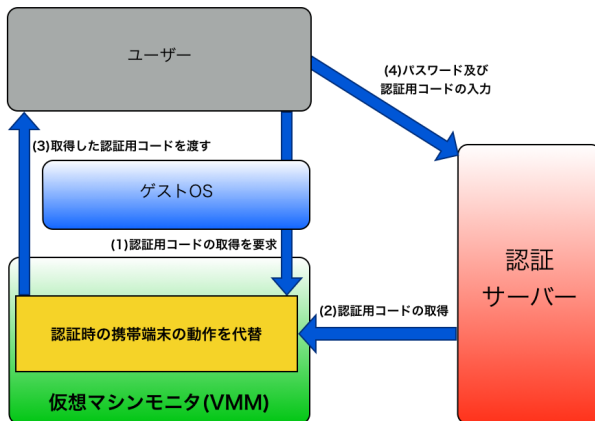 ユーザー
(4)パスワード及び
認証用コードの入力
(3)取得した認証用コードを渡す
ゲストOS
(1)認証用コードの取得を要求
認証
サーバー
(2)認証用コードの取得
認証時の携帯端末の動作を代替
仮想マシンモニタ(VMM)